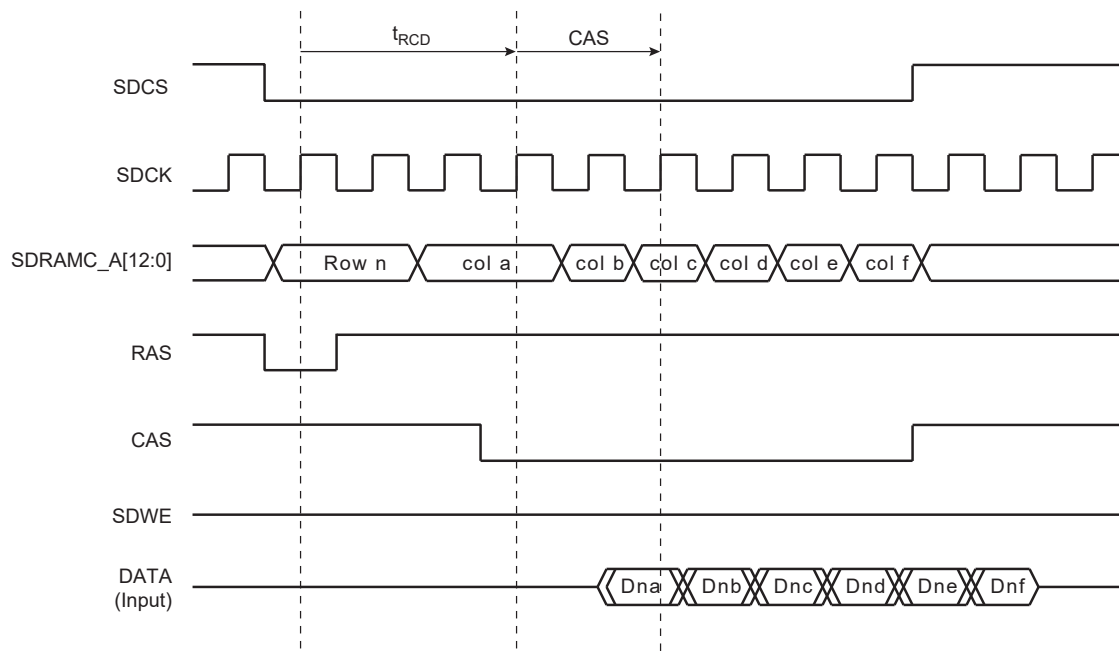 tRCD CAS
SDCS
SDCK
SDRAMC_A[12:0] Row n col a col b col c col d col e col f
RAS
CAS
SDWE
DATA Dna Dnb Dnc Dnd Dne Dnf
(Input)